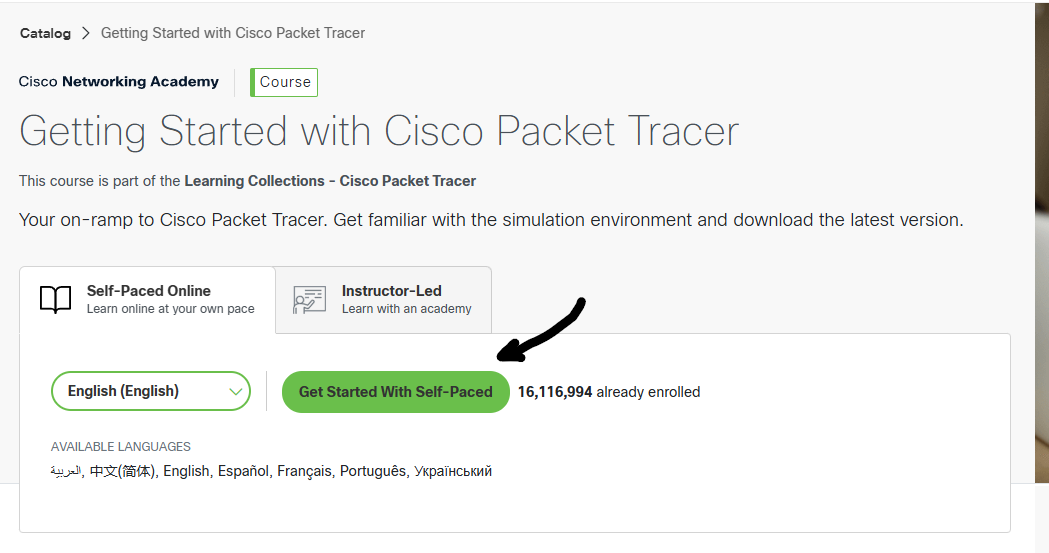 Catalog > Getting Started with Cisco Packet Tracer
Cisco Networking Academy Course
Getting Started with Cisco Packet Tracer
This course is part of the Learning Collections - Cisco Packet Tracer
Your on-ramp to Cisco Packet Tracer. Get familiar with the simulation environment and download the latest version.
Self-Paced Online
Learn online at your own pace
Instructor-Led
Learn with an academy
English (English)
Get Started With Self-Paced
16,116,994 already enrolled
AVAILABLE LANGUAGES
العربية, 中文(简体), English, Español, Français, Português, Український